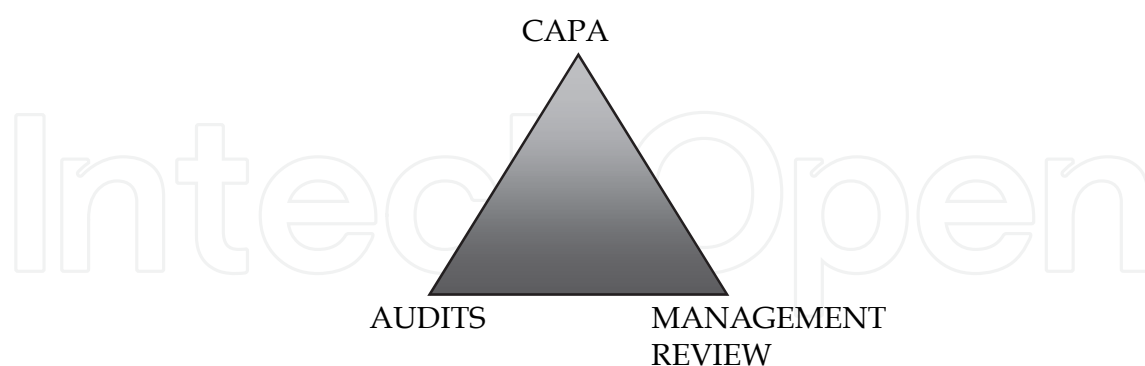 CAPA
IntechOpen
AUDITS
MANAGEMENT
REVIEW